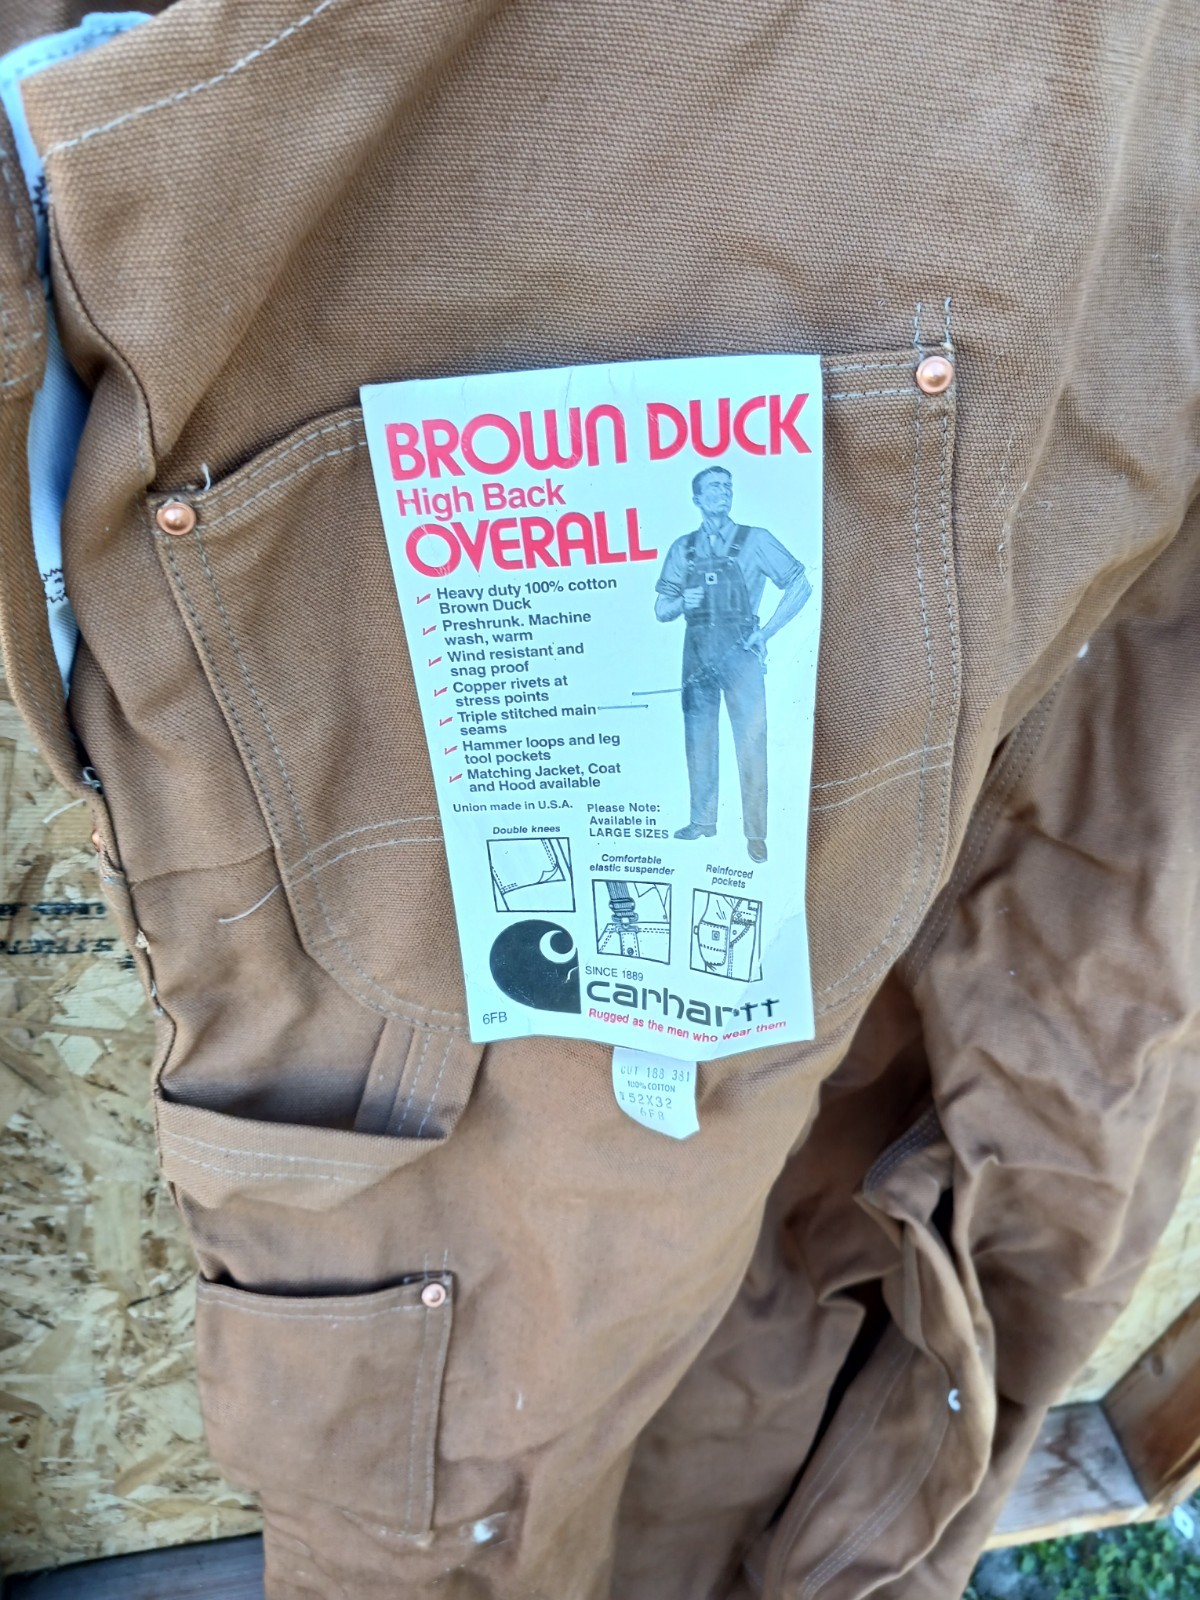 BROWN DUCK
High Back
OVERALL
Heavy duty 100% cotton
Brown Duck
Preshrunk. Machine
wash, warm
Wind resistant and
snag proof
Copper rivets at
stress points
Triple stitched main
seams
Hammer loops and leg
tool pockets
Matching Jacket, Coat
and Hood available
Union made in U.S.A.
Please Note:
Available in
LARGE SIZES
Double knees
Comfortable
elastic suspender
Reinforced
pockets
SINCE 1889
carhartt
Rugged as the men who wear them
6FB
CUT 188 381
100% COTTON
52X32
6FB